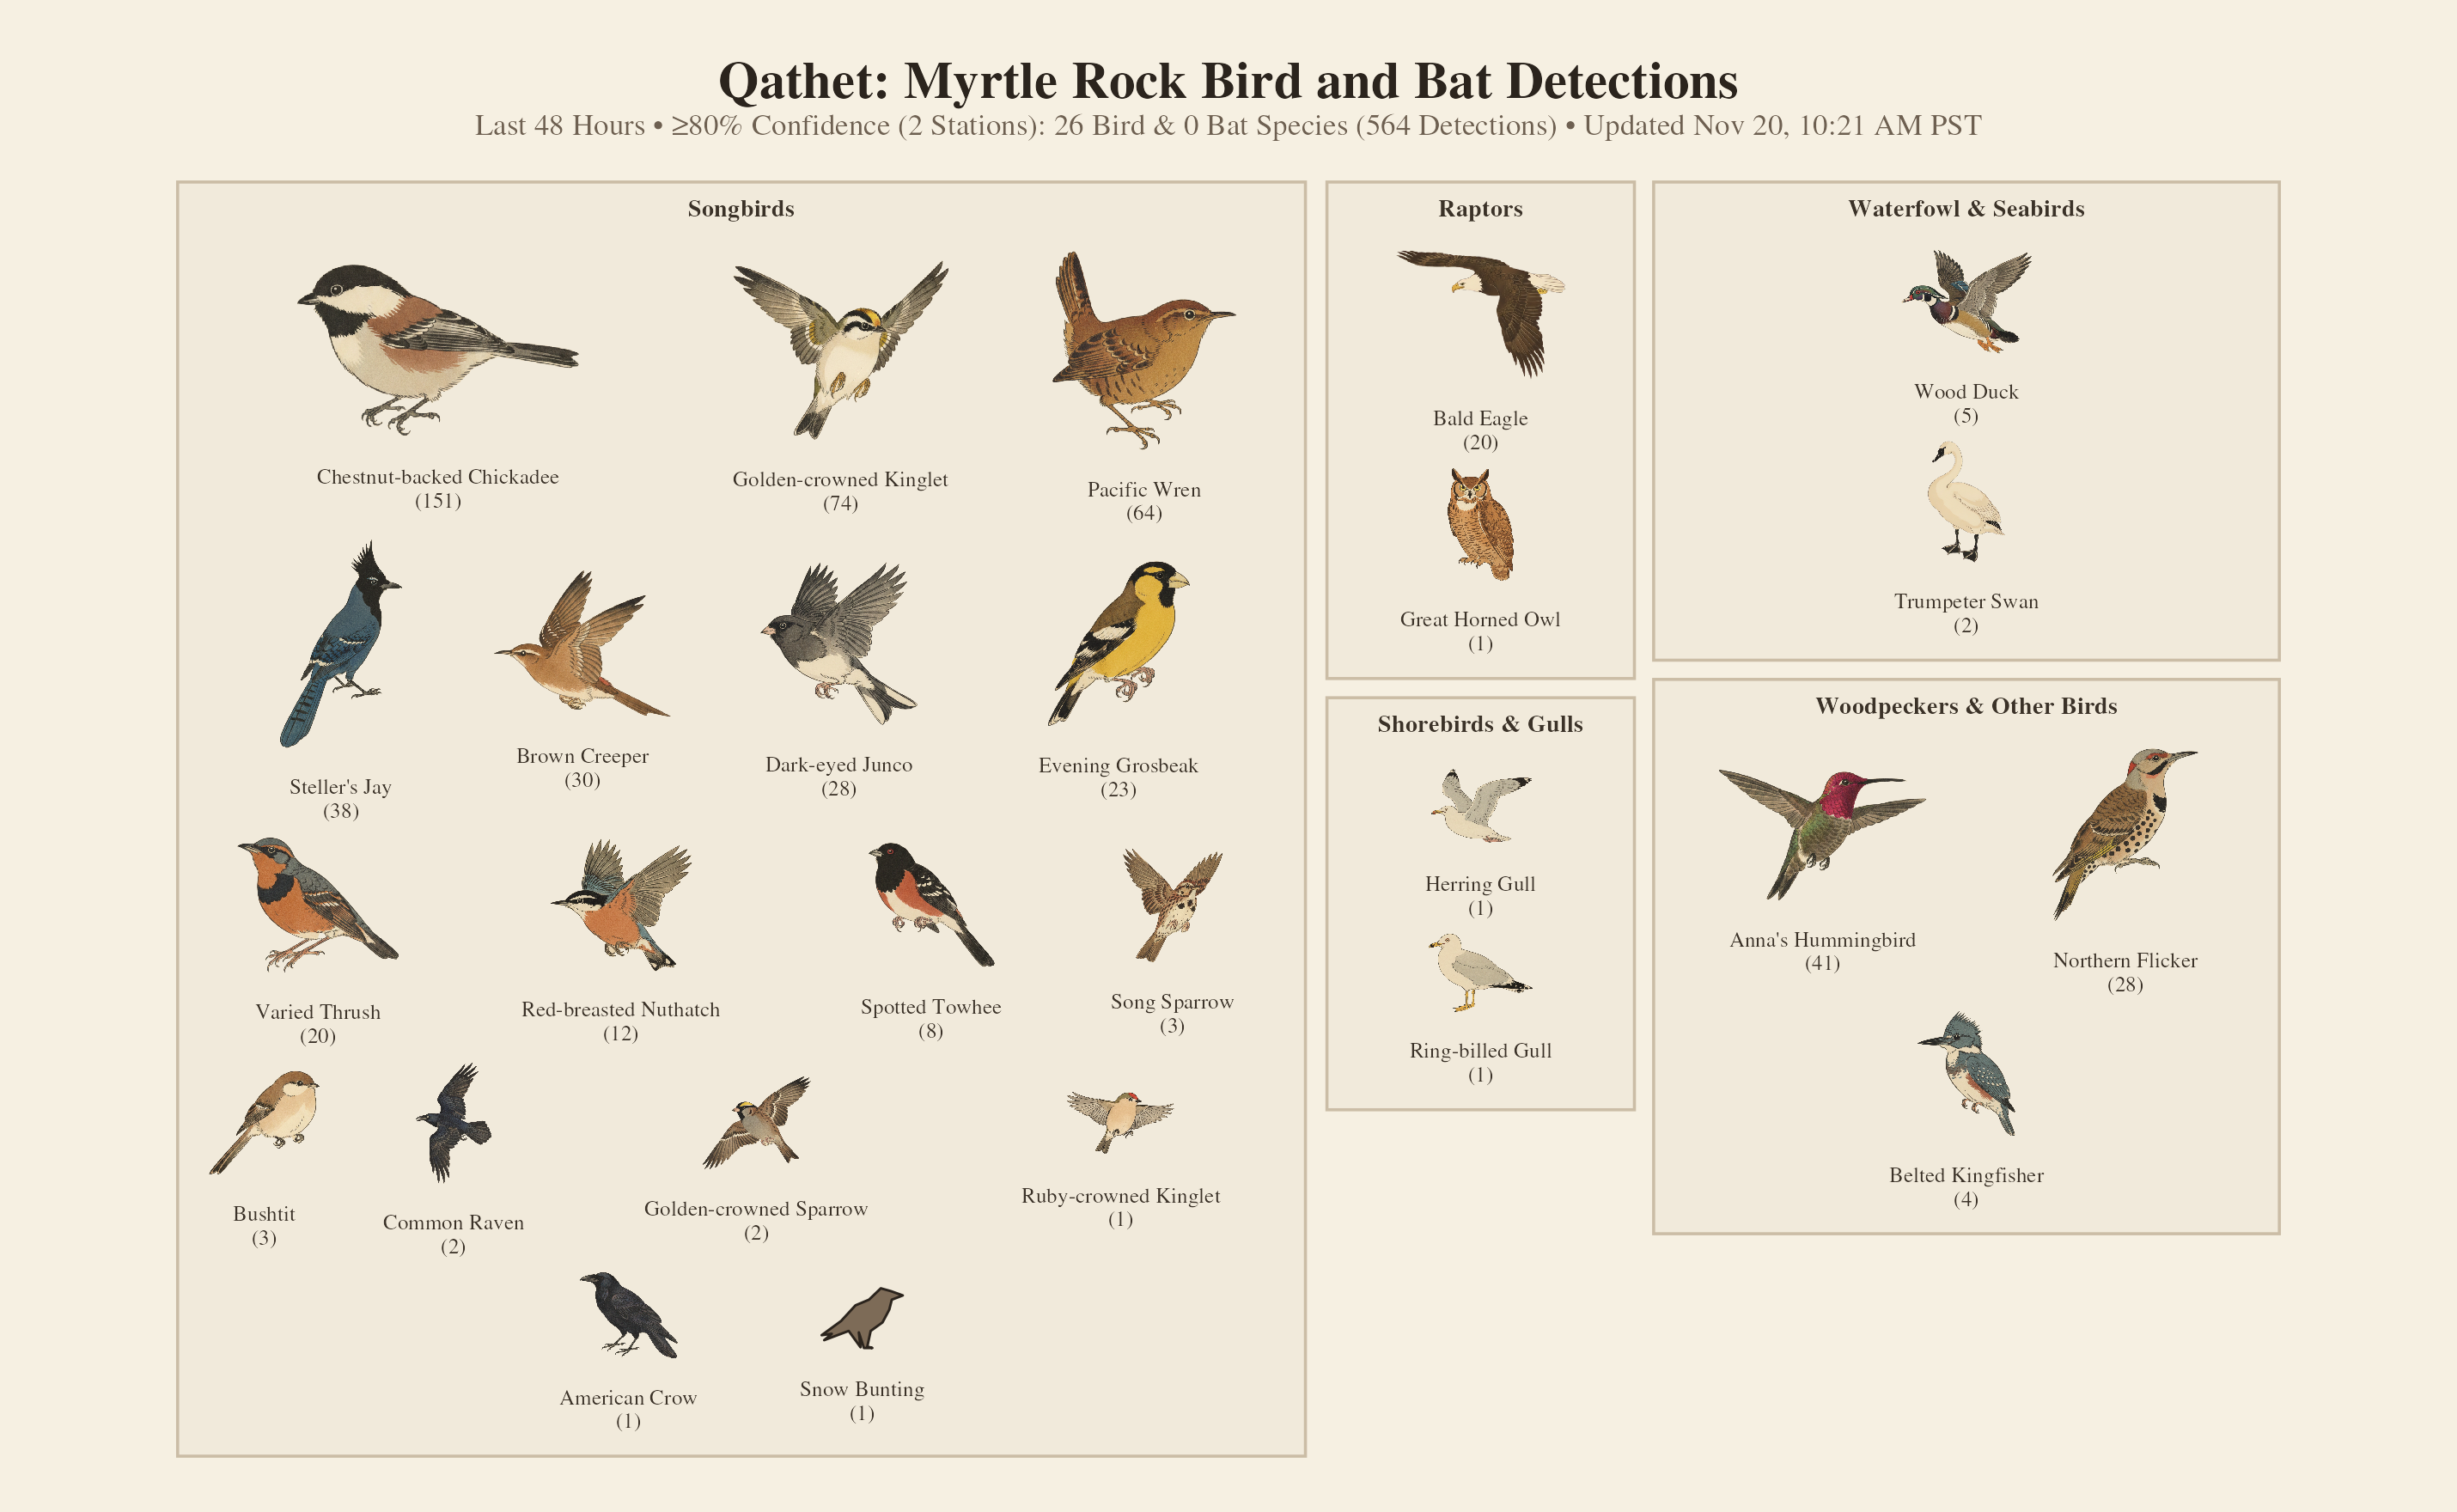 Qathet: Myrtle Rock Bird and Bat Detections
Last 48 Hours • ≥80% Confidence (2 Stations): 26 Bird & 0 Bat Species (564 Detections) • Updated Nov 20, 10:21 AM PST
Songbirds
Chestnut-backed Chickadee
(151)
Golden-crowned Kinglet
(74)
Pacific Wren
(64)
Steller's Jay
(38)
Brown Creeper
(30)
Dark-eyed Junco
(28)
Evening Grosbeak
(23)
Varied Thrush
(20)
Red-breasted Nuthatch
(12)
Spotted Towhee
(8)
Song Sparrow
(3)
Bushtit
(3)
Common Raven
(2)
Golden-crowned Sparrow
(2)
Ruby-crowned Kinglet
(1)
American Crow
(1)
Snow Bunting
(1)
Raptors
Bald Eagle
(20)
Great Horned Owl
(1)
Shorebirds & Gulls
Herring Gull
(1)
Ring-billed Gull
(1)
Waterfowl & Seabirds
Wood Duck
(5)
Trumpeter Swan
(2)
Woodpeckers & Other Birds
Anna's Hummingbird
(41)
Northern Flicker
(28)
Belted Kingfisher
(4)